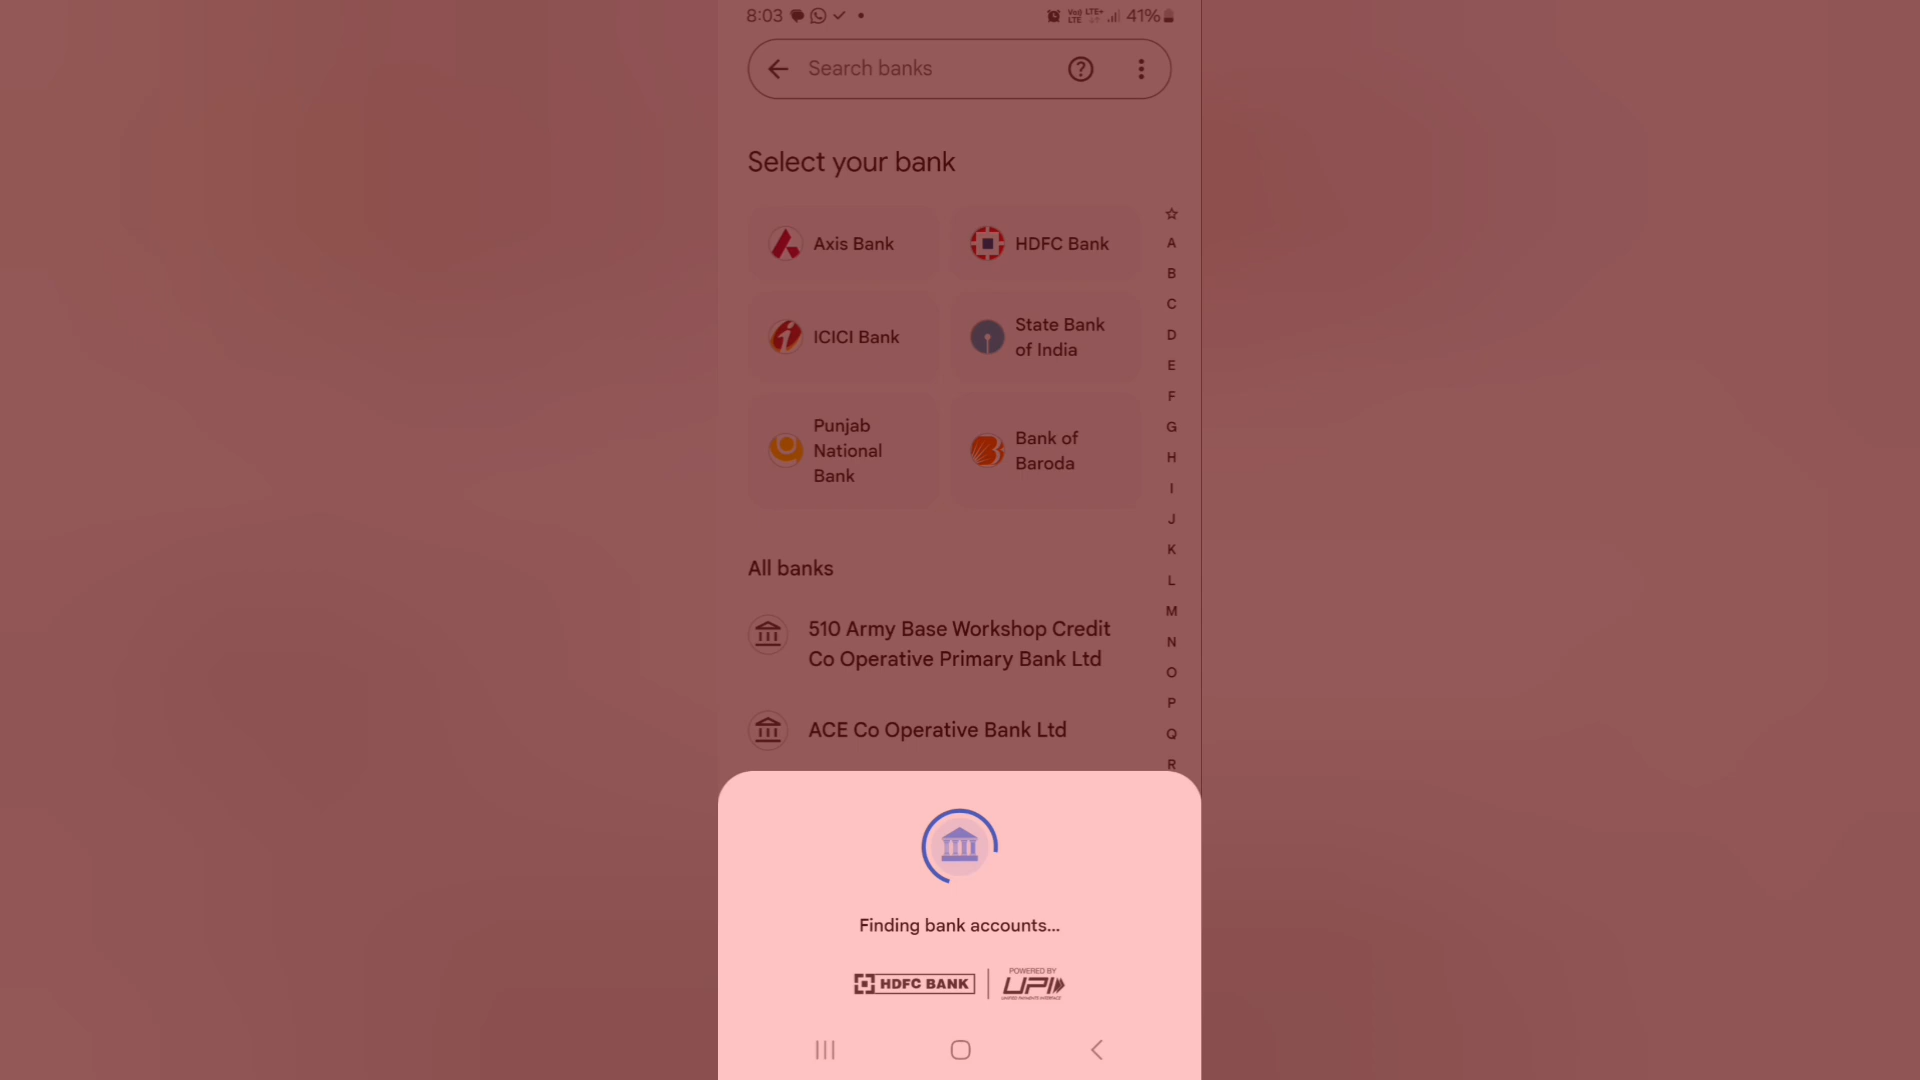 8:03 41%
Search banks
Select your bank
Axis Bank
HDFC Bank
ICICI Bank
State Bank
of India
Punjab
National
Bank
Bank of
Baroda
A
B
C
D
E
F
G
H
I
J
K
L
M
N
O
P
Q
R
All banks
510 Army Base Workshop Credit
Co Operative Primary Bank Ltd
ACE Co Operative Bank Ltd
Finding bank accounts...
HDFC BANK
POWERED BY
UPI
UNIFIED PAYMENTS INTERFACE